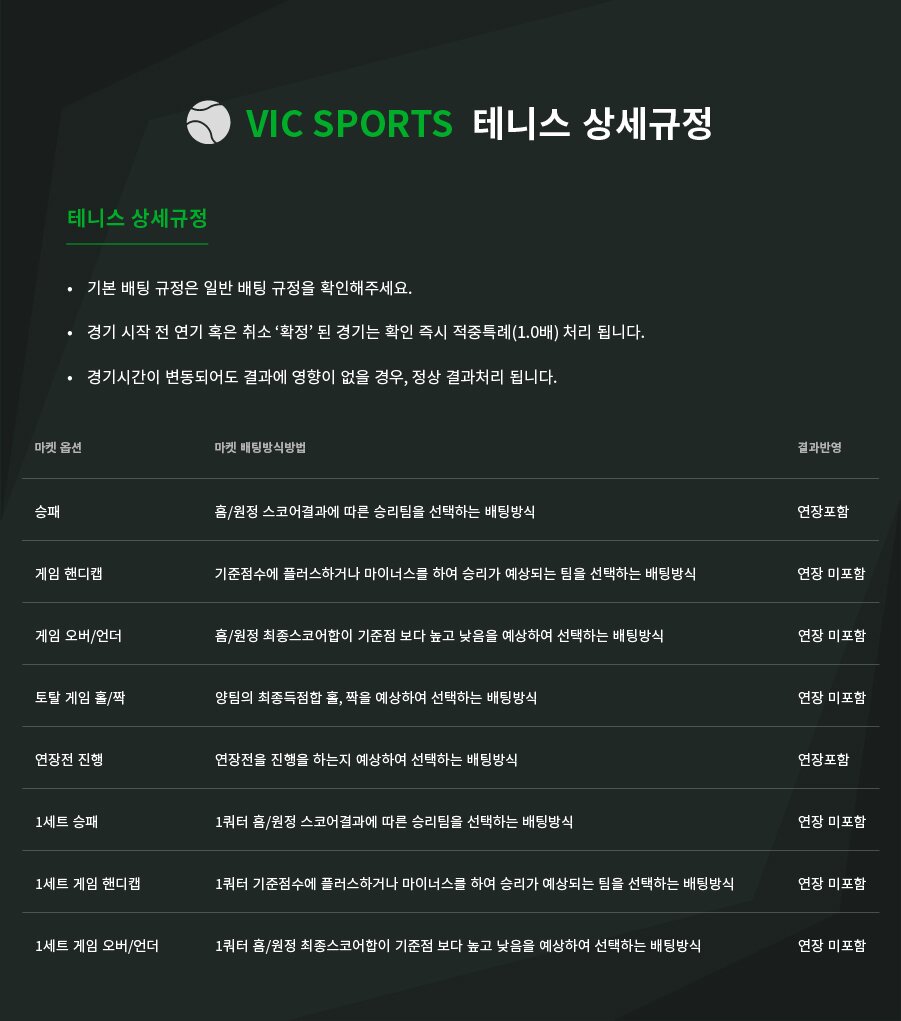 VIC SPORTS 테니스 상세규정
테니스 상세규정
• 기본 배팅 규정은 일반 배팅 규정을 확인해주세요.
• 경기 시작 전 연기 혹은 취소 ‘확정’ 된 경기는 확인 즉시 적중특례(1.0배) 처리 됩니다.
• 경기시간이 변동되어도 결과에 영향이 없을 경우, 정상 결과처리 됩니다.
마켓 옵션 마켓 배팅방식방법 결과반영
승패 홈/원정 스코어결과에 따른 승리팀을 선택하는 배팅방식 연장포함
게임 핸디캡 기준점수에 플러스하거나 마이너스를 하여 승리가 예상되는 팀을 선택하는 배팅방식 연장 미포함
게임 오버/언더 홈/원정 최종스코어합이 기준점 보다 높고 낮음을 예상하여 선택하는 배팅방식 연장 미포함
토탈 게임 홀/짝 양팀의 최종득점합 홀, 짝을 예상하여 선택하는 배팅방식 연장 미포함
연장전 진행 연장전을 진행을 하는지 예상하여 선택하는 배팅방식 연장포함
1세트 승패 1쿼터 홈/원정 스코어결과에 따른 승리팀을 선택하는 배팅방식 연장 미포함
1세트 게임 핸디캡 1쿼터 기준점수에 플러스하거나 마이너스를 하여 승리가 예상되는 팀을 선택하는 배팅방식 연장 미포함
1세트 게임 오버/언더 1쿼터 홈/원정 최종스코어합이 기준점 보다 높고 낮음을 예상하여 선택하는 배팅방식 연장 미포함